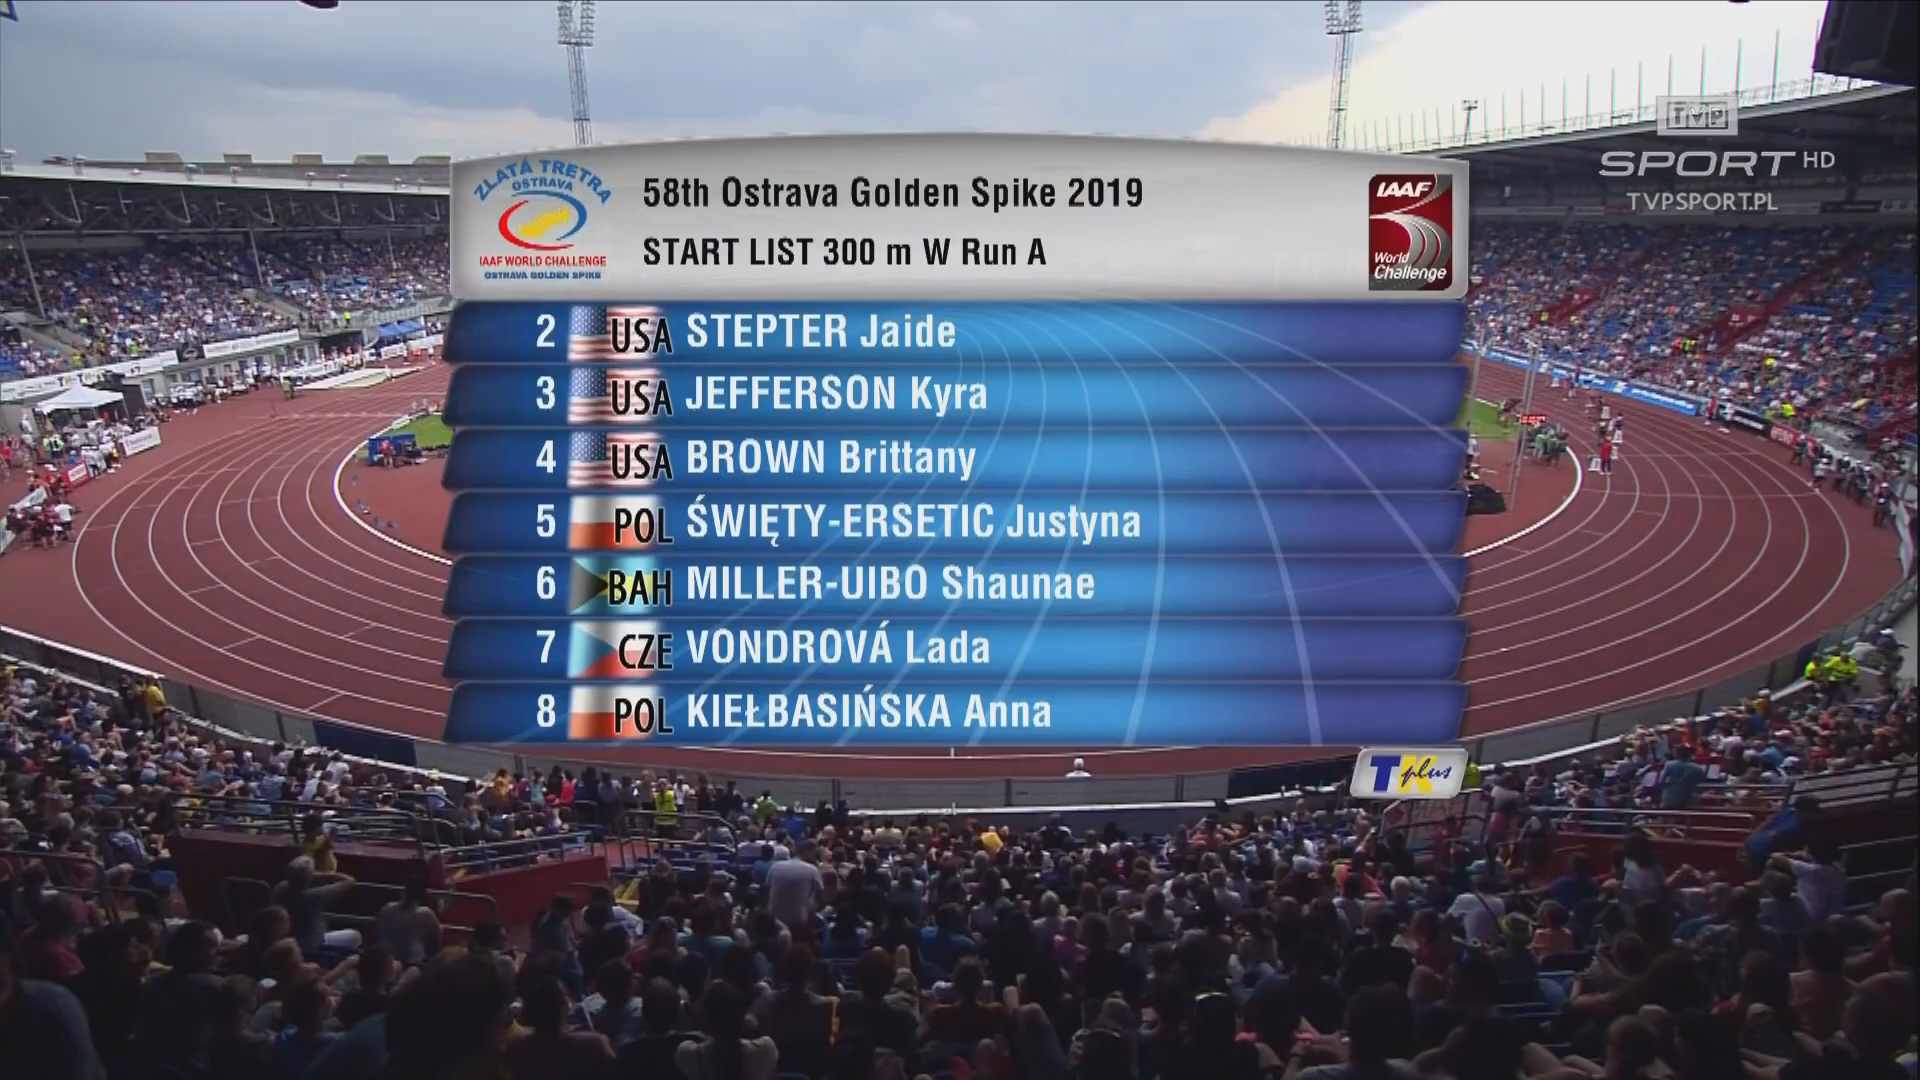 TVP
SPORT HD
TVPSPORT.PL
ZLATÁ TRETRA
OSTRAVA
IAAF WORLD CHALLENGE
OSTRAVA GOLDEN SPIKE
58th Ostrava Golden Spike 2019
START LIST 300 m W Run A
IAAF
World
Challenge
2 USA STEPTER Jaide
3 USA JEFFERSON Kyra
4 USA BROWN Brittany
5 POL ŚWIĘTY-ERSETIC Justyna
6 BAH MILLER-UIBO Shaunae
7 CZE VONDROVÁ Lada
8 POL KIEŁBASIŃSKA Anna
TK plus